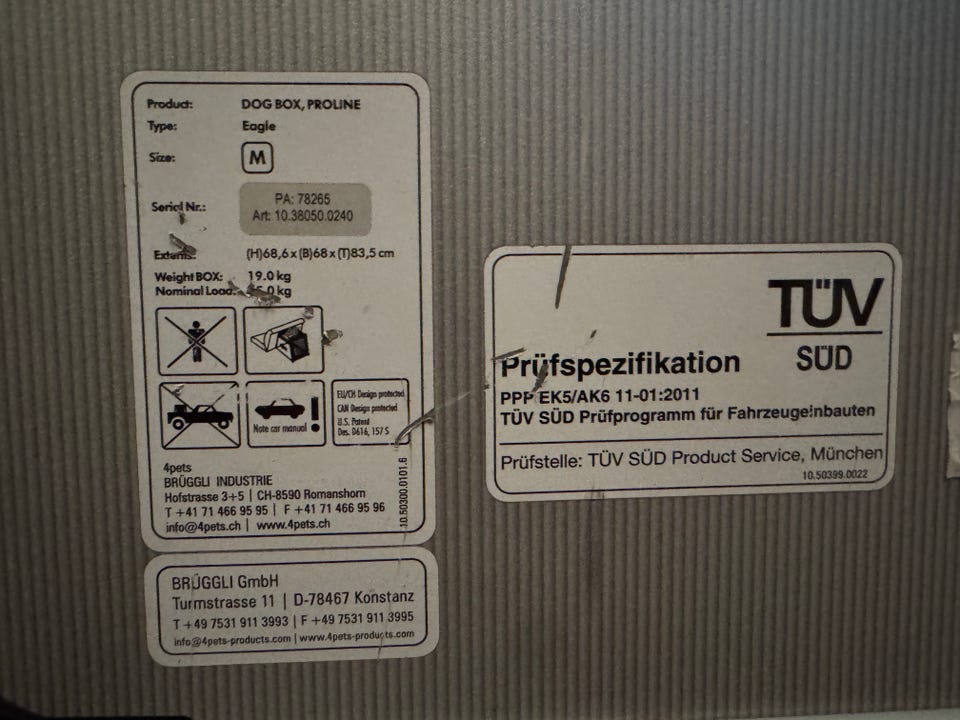 Product: DOG BOX, PROLINE
Type: Eagle
Size: M
Serial Nr.: PA: 78265
Art: 10.38050.0240
Extens. (H)68,6 x (B)68 x (T)83,5 cm
Weight BOX: 19.0 kg
Nominal Load: kg
Note car manual !
EU/CH Design protected
CAN Design protected
U.S. Patent
Des. D616, 157 S
4pets
BRÜGGLI INDUSTRIE
Hofstrasse 3+5 | CH-8590 Romanshorn
T +41 71 466 95 95 | F +41 71 466 95 96
info@4pets.ch | www.4pets.ch
10.50300.0101.6
BRÜGGLI GmbH
Turmstrasse 11 | D-78467 Konstanz
T +49 7531 911 3993 | F +49 7531 911 3995
info@4pets-products.com | www.4pets-products.com
TÜV
SÜD
Prüfspezifikation
PPP EK5/AK6 11-01:2011
TÜV SÜD Prüfprogramm für Fahrzeugeinbauten
Prüfstelle: TÜV SÜD Product Service, München
10.50399.0022